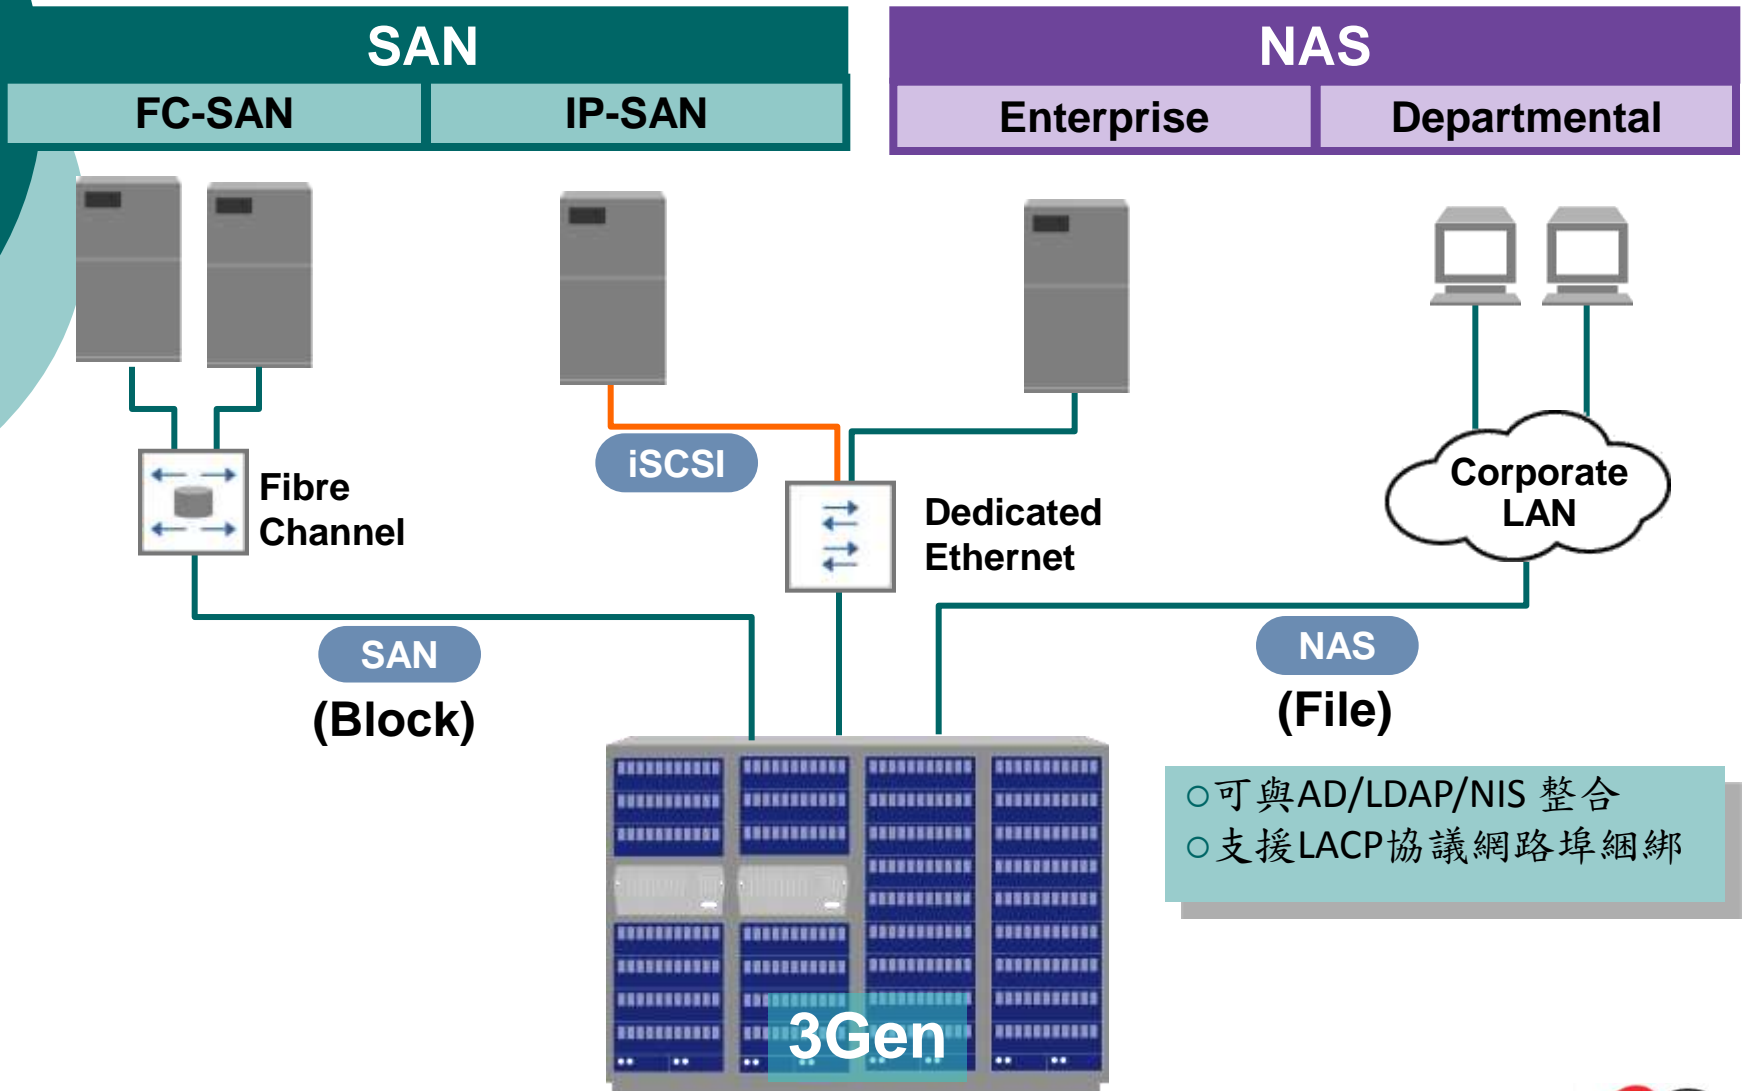 SAN
NAS
FC-SAN
IP-SAN
Enterprise
Departmental
iSCSI
Fibre
Channel
Dedicated
Ethernet
Corporate
LAN
SAN
(Block)
NAS
(File)
○可與AD/LDAP/NIS 整合
○支援LACP協議網路埠綑綁
3Gen